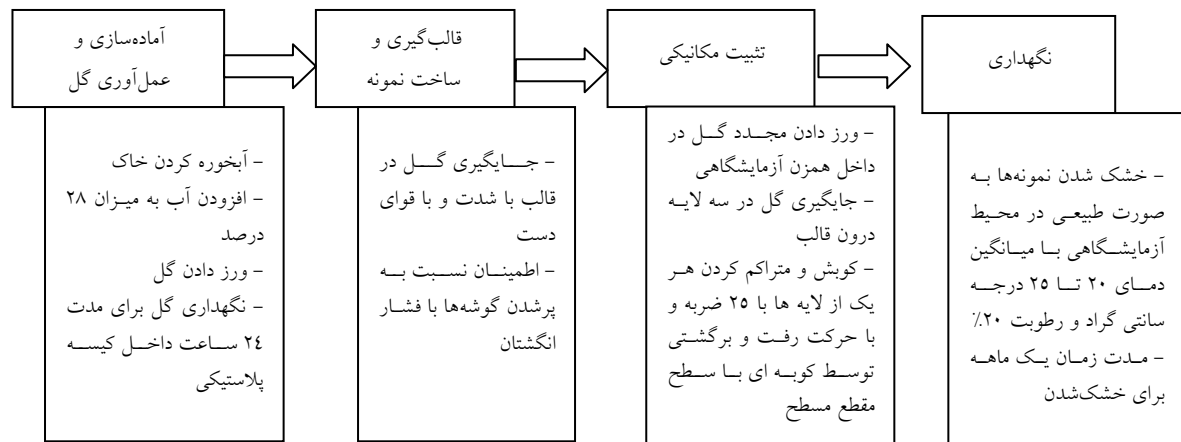 آماده‌سازی و
عمل‌آوری گل
- آبخوره کردن خاک
- افزودن آب به میزان ۲۸
درصد
- ورز دادن گل
- نگهداری گل برای مدت
۲٤ ساعت داخل کیسه
پلاستیکی
قالب‌گیری و
ساخت نمونه
- جایگیری گل در
قالب با شدت و با قوای
دست
- اطمینان نسبت به
پرشدن گوشه‌ها با فشار
انگشتان
تثبیت مکانیکی
- ورز دادن مجدد گل در
داخل همزن آزمایشگاهی
- جایگیری گل در سه لایه
درون قالب
- کوبش و متراکم کردن هر
یک از لایه ها با ۲٥ ضربه و
با حرکت رفت و برگشتی
توسط کوبه ای با سطح
مقطع مسطح
نگهداری
- خشک شدن نمونه‌ها به
صورت طبیعی در محیط
آزمایشگاهی با میانگین
دمای ۲۰ تا ۲٥ درجه
سانتی گراد و رطوبت ۲۰٪
- مدت زمان یک ماهه
برای خشک‌شدن